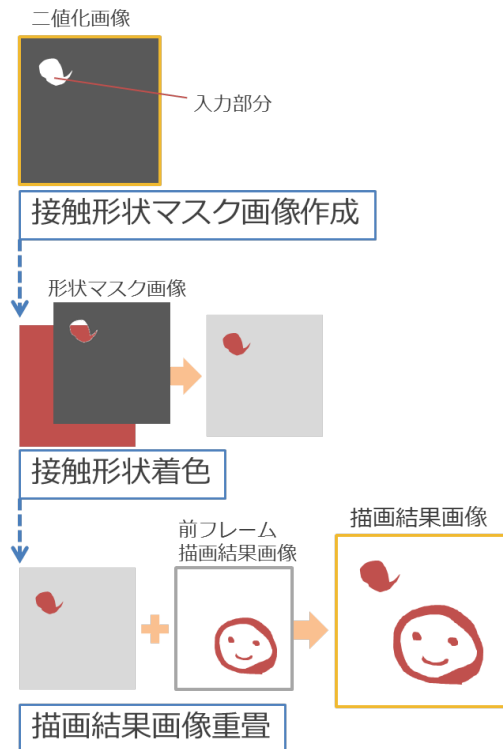 二値化画像
入力部分
接触形状マスク画像作成
形状マスク画像
接触形状着色
前フレーム
描画結果画像
描画結果画像
描画結果画像重畳